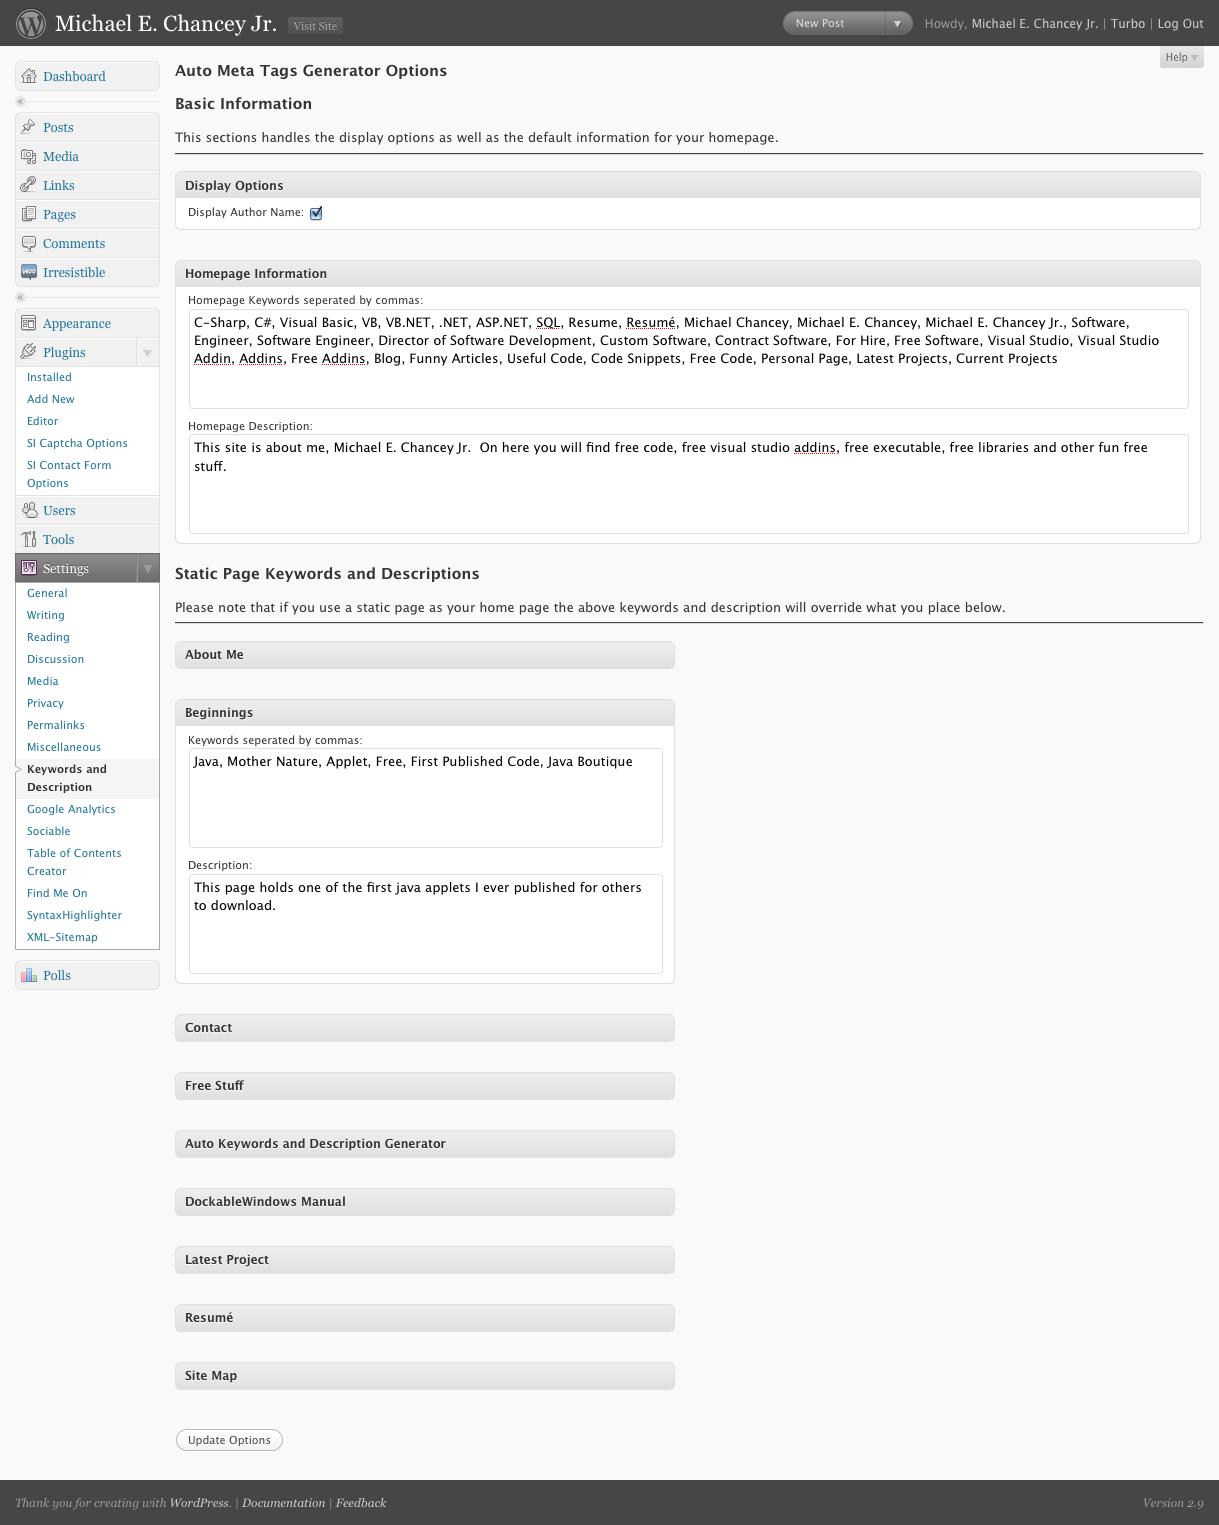 Michael E. Chancey Jr. Visit Site New Post Howdy, Michael E. Chancey Jr. | Turbo | Log Out
Help
Dashboard
Posts
Media
Links
Pages
Comments
Irresistible
Appearance
Plugins
Installed
Add New
Editor
SI Captcha Options
SI Contact Form
Options
Users
Tools
Settings
General
Writing
Reading
Discussion
Media
Privacy
Permalinks
Miscellaneous
Keywords and
Description
Google Analytics
Sociable
Table of Contents
Creator
Find Me On
SyntaxHighlighter
XML-Sitemap
Polls
Auto Meta Tags Generator Options
Basic Information
This sections handles the display options as well as the default information for your homepage.
Display Options
Display Author Name:
Homepage Information
Homepage Keywords seperated by commas:
C-Sharp, C#, Visual Basic, VB, VB.NET, .NET, ASP.NET, SQL, Resume, Resumé, Michael Chancey, Michael E. Chancey, Michael E. Chancey Jr., Software,
Engineer, Software Engineer, Director of Software Development, Custom Software, Contract Software, For Hire, Free Software, Visual Studio, Visual Studio
Addin, Addins, Free Addins, Blog, Funny Articles, Useful Code, Code Snippets, Free Code, Personal Page, Latest Projects, Current Projects
Homepage Description:
This site is about me, Michael E. Chancey Jr.  On here you will find free code, free visual studio addins, free executable, free libraries and other fun free
stuff.
Static Page Keywords and Descriptions
Please note that if you use a static page as your home page the above keywords and description will override what you place below.
About Me
Beginnings
Keywords seperated by commas:
Java, Mother Nature, Applet, Free, First Published Code, Java Boutique
Description:
This page holds one of the first java applets I ever published for others
to download.
Contact
Free Stuff
Auto Keywords and Description Generator
DockableWindows Manual
Latest Project
Resumé
Site Map
Update Options
Thank you for creating with WordPress. | Documentation | Feedback Version 2.9